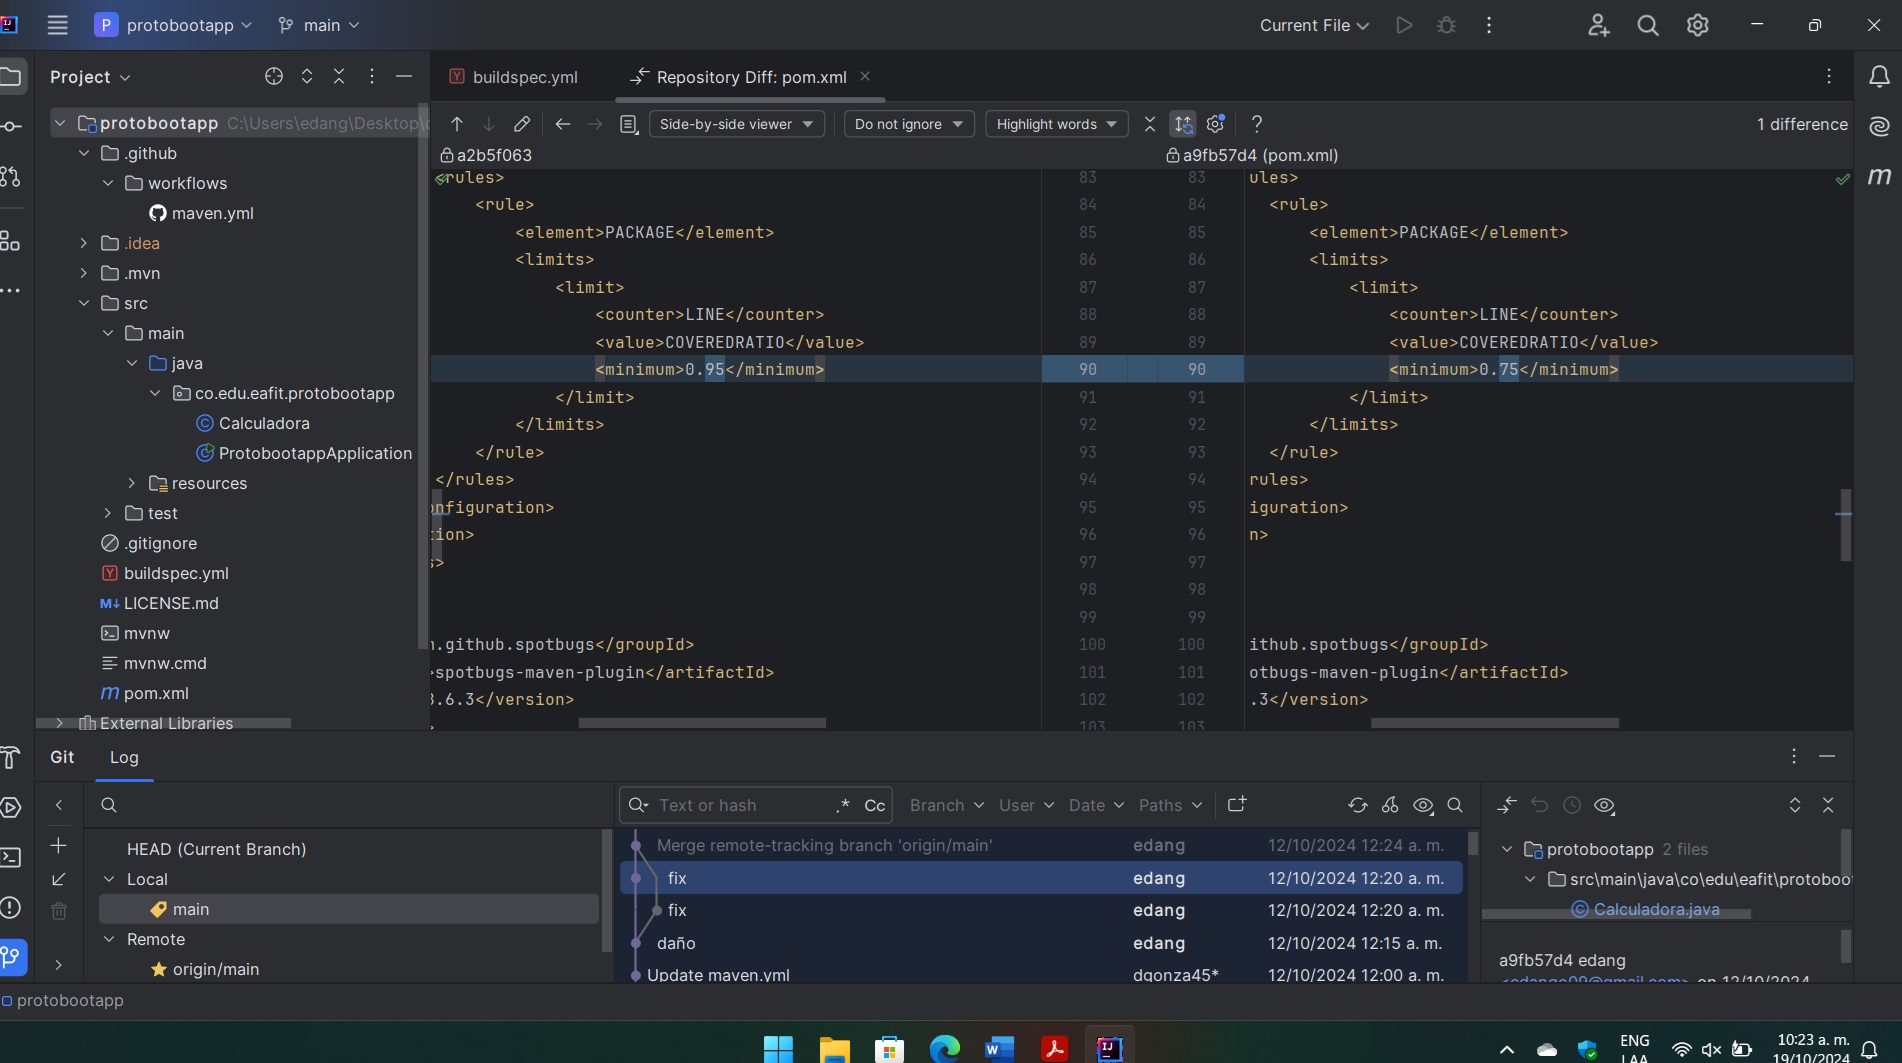 P protobootapp main Current File
Project
buildspec.yml
Repository Diff: pom.xml
protobootapp C:\Users\edang\Desktop\
.github
workflows
maven.yml
.idea
.mvn
src
main
java
co.edu.eafit.protobootapp
Calculadora
ProtobootappApplication
resources
test
.gitignore
buildspec.yml
LICENSE.md
mvnw
mvnw.cmd
pom.xml
External Libraries
Side-by-side viewer Do not ignore Highlight words ? 1 difference
a2b5f063 a9fb57d4 (pom.xml)
<rules> 83 83 ules>
<rule> 84 84 <rule>
<element>PACKAGE</element> 85 85 <element>PACKAGE</element>
<limits> 86 86 <limits>
<limit> 87 87 <limit>
<counter>LINE</counter> 88 88 <counter>LINE</counter>
<value>COVEREDRATIO</value> 89 89 <value>COVEREDRATIO</value>
<minimum>0.95</minimum> 90 90 <minimum>0.75</minimum>
</limit> 91 91 </limit>
</limits> 92 92 </limits>
</rule> 93 93 </rule>
</rules> 94 94 rules>
onfiguration> 95 95 iguration>
tion> 96 96 n>
s> 97 97
98 98
99 99
.github.spotbugs</groupId> 100 100 ithub.spotbugs</groupId>
>spotbugs-maven-plugin</artifactId> 101 101 otbugs-maven-plugin</artifactId>
.6.3</version> 102 102 .3</version>
103 103
Git Log
HEAD (Current Branch)
Local
main
Remote
origin/main
Text or hash .* Cc Branch User Date Paths
Merge remote-tracking branch 'origin/main' edang 12/10/2024 12:24 a. m.
fix edang 12/10/2024 12:20 a. m.
fix edang 12/10/2024 12:20 a. m.
daño edang 12/10/2024 12:15 a. m.
Update maven.yml dgonza45* 12/10/2024 12:00 a. m.
protobootapp 2 files
src\main\java\co\edu\eafit\protoboo
Calculadora.java
a9fb57d4 edang
on 12/10/2024
protobootapp
ENG
LAA
10:23 a. m.
19/10/2024